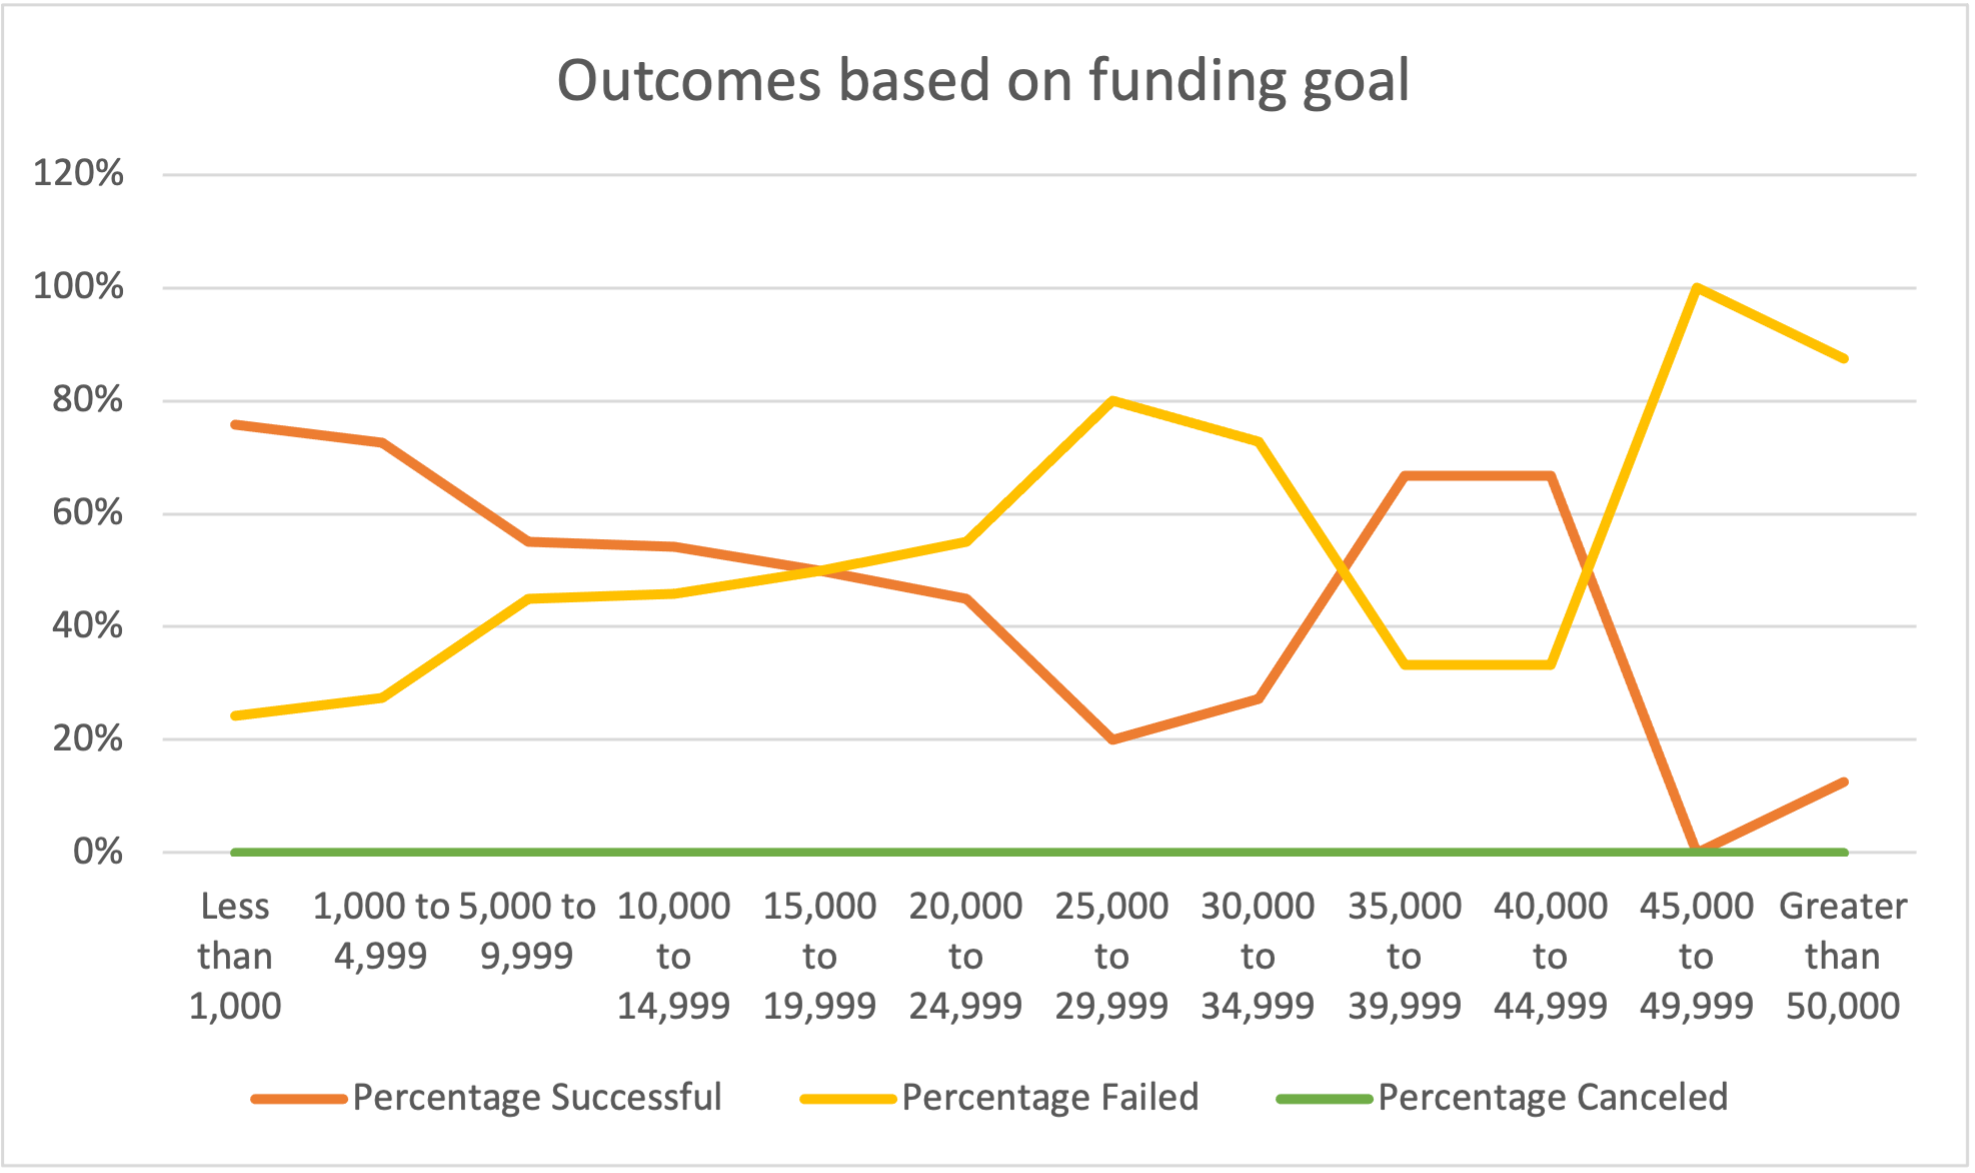 Outcomes based on funding goal
120%
100%
80%
60%
40%
20%
0%
Less than 1,000
1,000 to 4,999
5,000 to 9,999
10,000 to 14,999
15,000 to 19,999
20,000 to 24,999
25,000 to 29,999
30,000 to 34,999
35,000 to 39,999
40,000 to 44,999
45,000 to 49,999
Greater than 50,000
Percentage Successful
Percentage Failed
Percentage Canceled